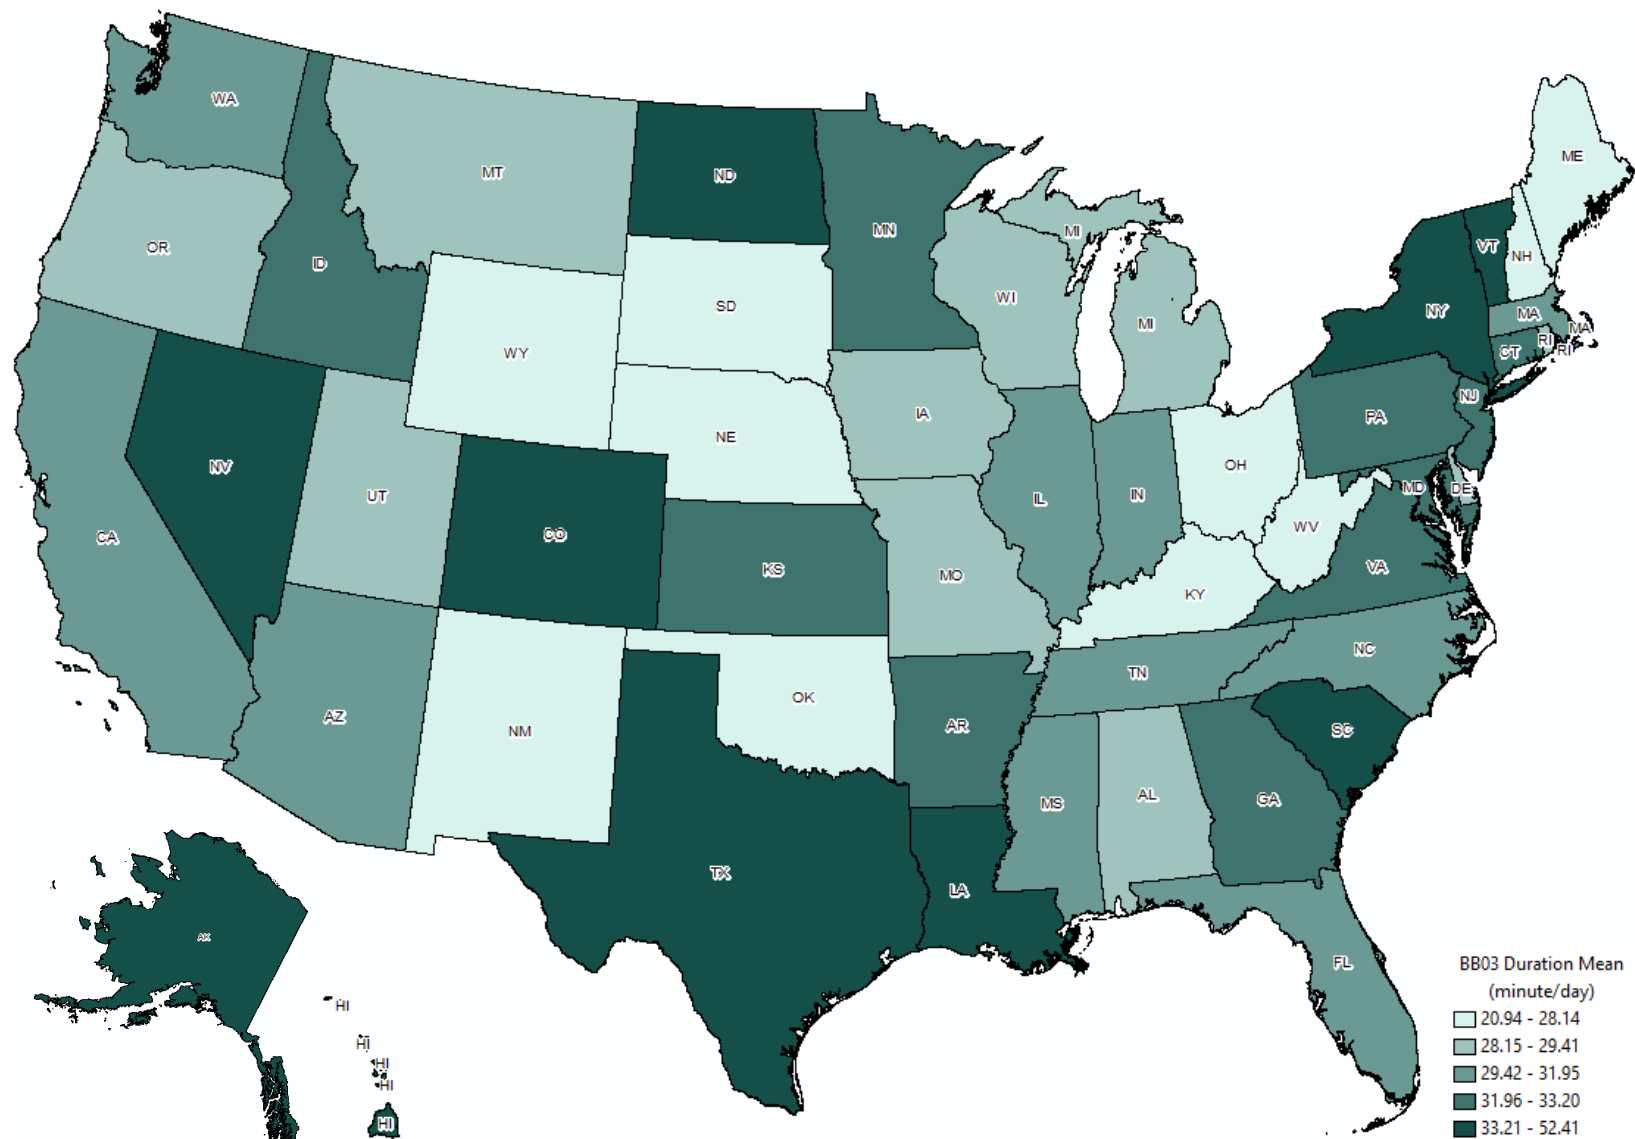 WA
MT
ND
MN
ME
OR
ID
SD
WI
MI
MI
VT
NH
NY
MA
MA
RI
RI
CT
WY
NE
IA
PA
NJ
NV
UT
CO
KS
MO
IL
IN
OH
WV
MD
DE
VA
KY
CA
AZ
NM
OK
AR
TN
NC
SC
MS
AL
GA
TX
LA
FL
AK
HI
HI
HI
HI
HI
BB03 Duration Mean
(minute/day)
20.94 - 28.14
28.15 - 29.41
29.42 - 31.95
31.96 - 33.20
33.21 - 52.41